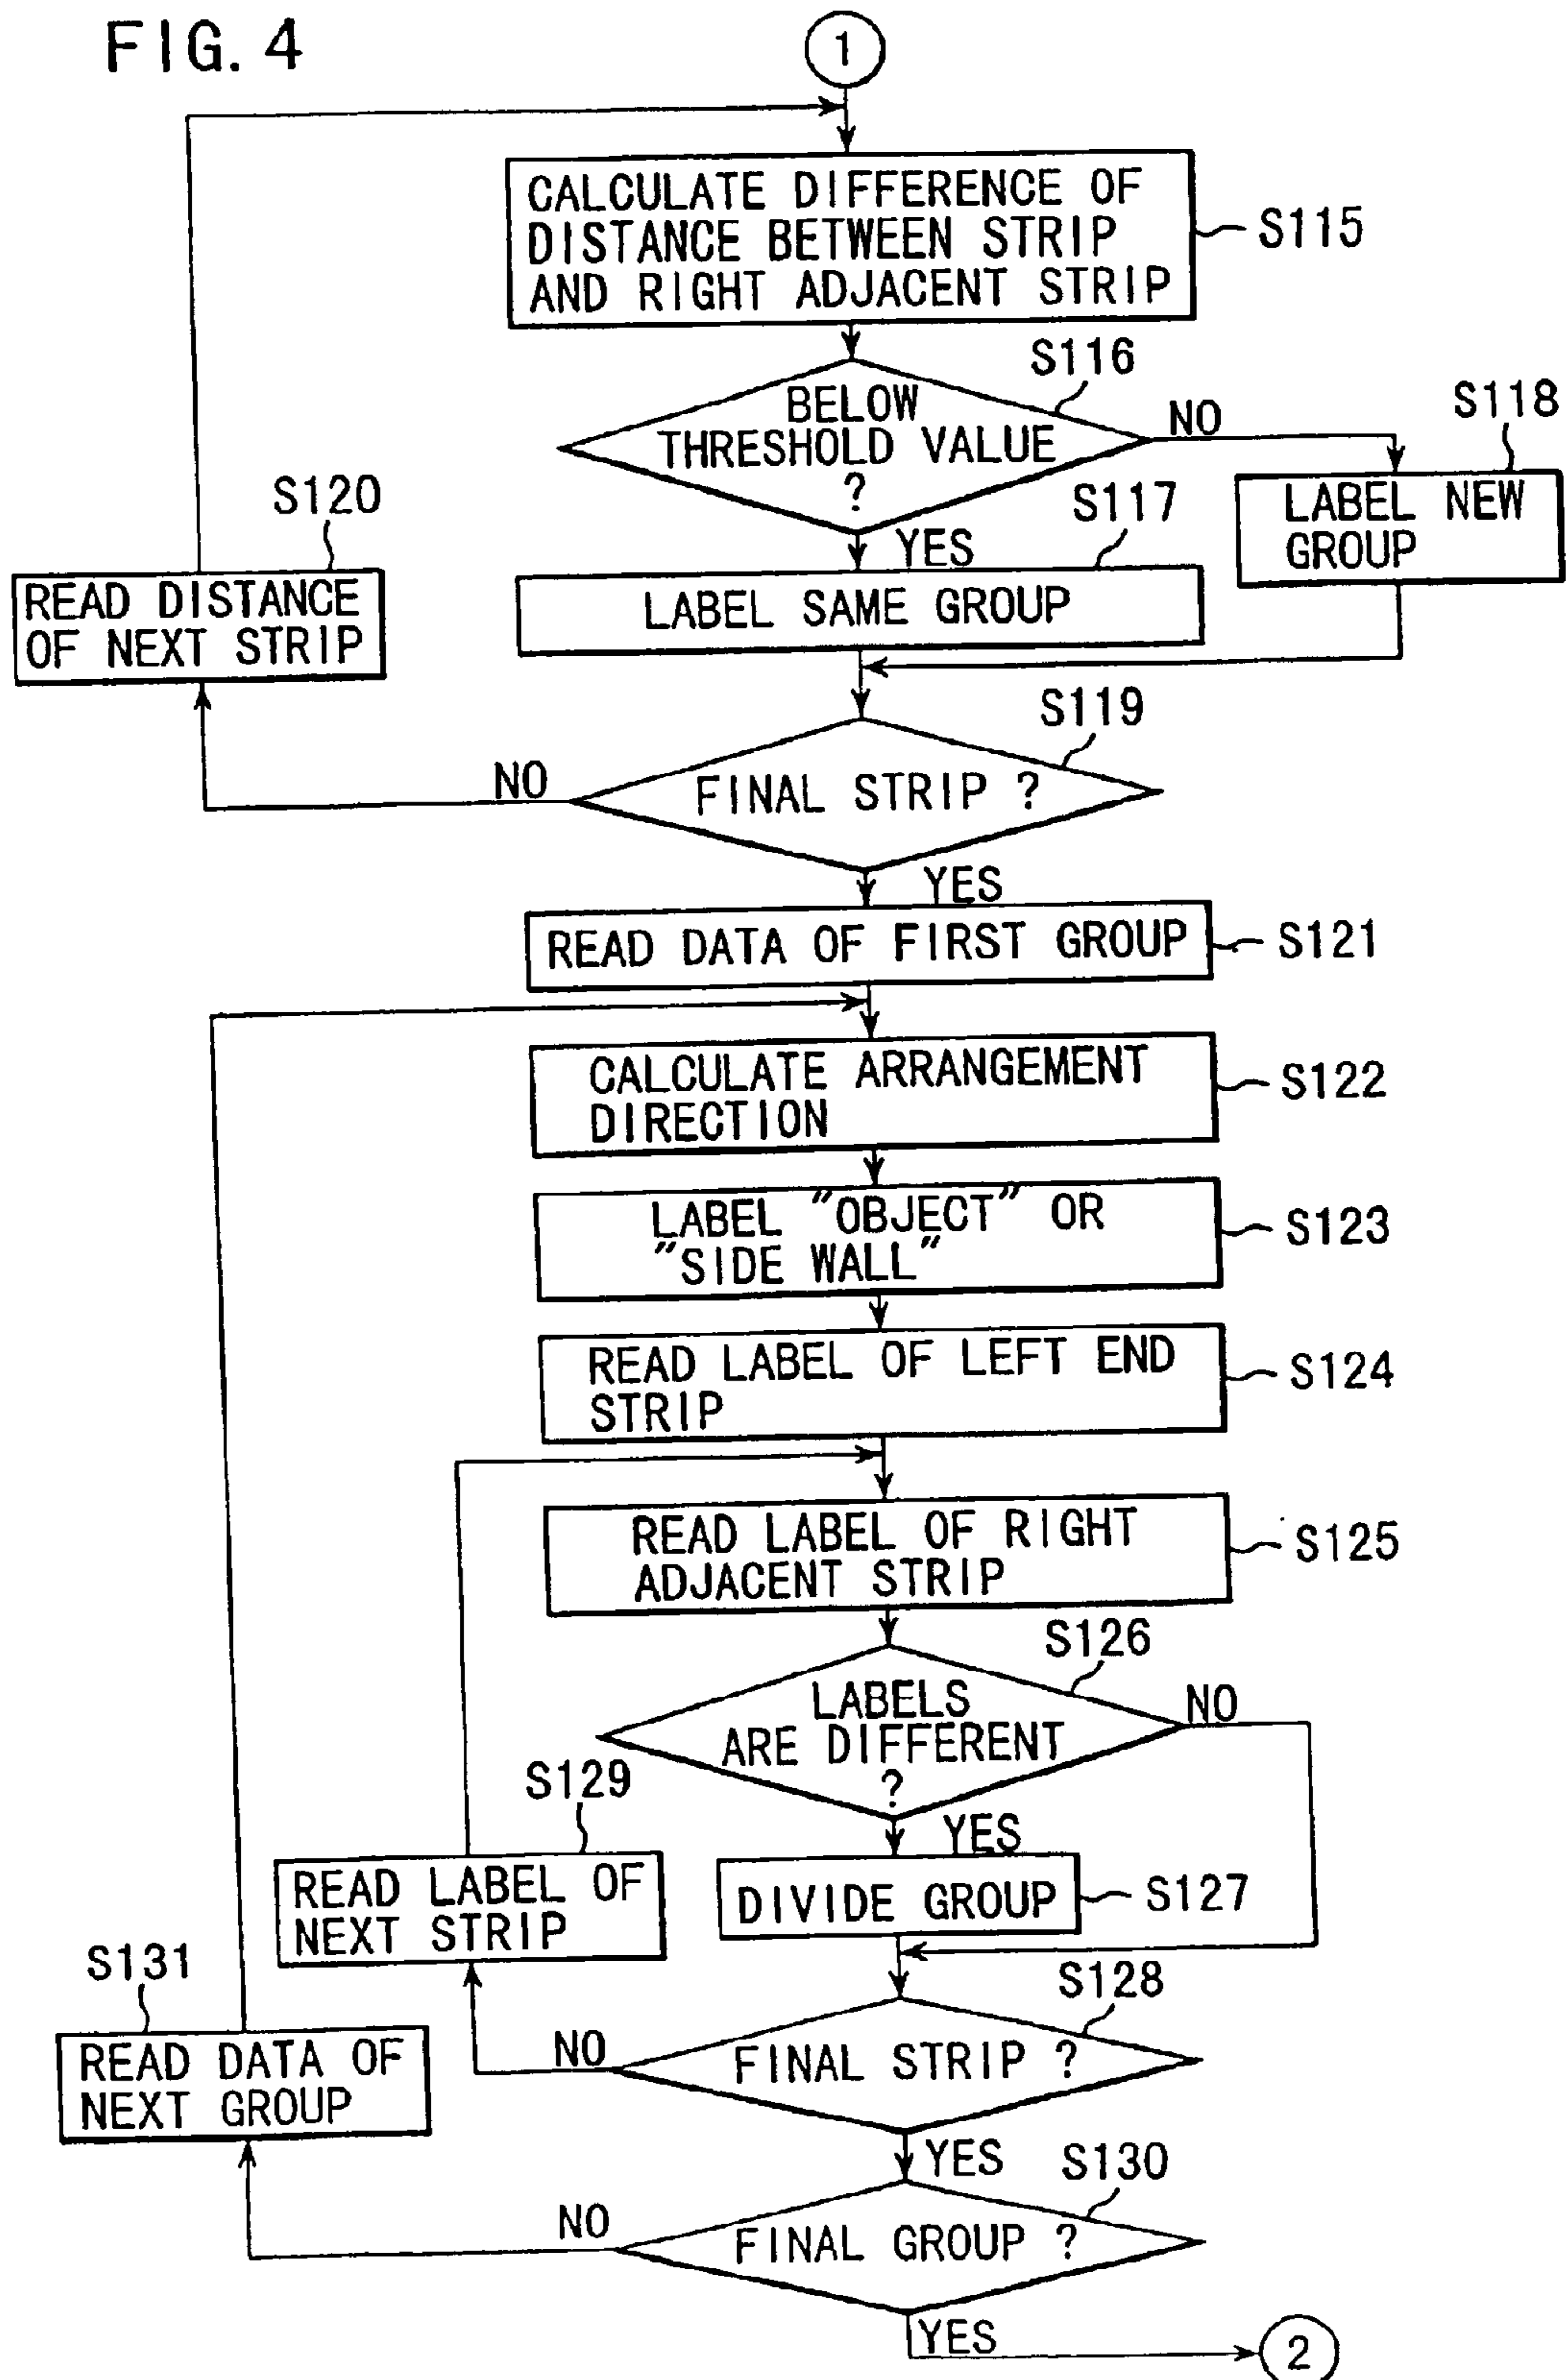 FIG. 4
1
CALCULATE DIFFERENCE OF
DISTANCE BETWEEN STRIP
AND RIGHT ADJACENT STRIP
S115
S116
BELOW
THRESHOLD VALUE
?
NO
S118
LABEL NEW
GROUP
YES
S117
LABEL SAME GROUP
S120
READ DISTANCE
OF NEXT STRIP
S119
FINAL STRIP ?
NO
YES
READ DATA OF FIRST GROUP
S121
CALCULATE ARRANGEMENT
DIRECTION
S122
LABEL "OBJECT" OR
"SIDE WALL"
S123
READ LABEL OF LEFT END
STRIP
S124
READ LABEL OF RIGHT
ADJACENT STRIP
S125
S126
LABELS
ARE DIFFERENT
?
NO
YES
S129
READ LABEL OF
NEXT STRIP
DIVIDE GROUP
S127
S131
READ DATA OF
NEXT GROUP
S128
FINAL STRIP ?
NO
YES
S130
FINAL GROUP ?
NO
YES
2